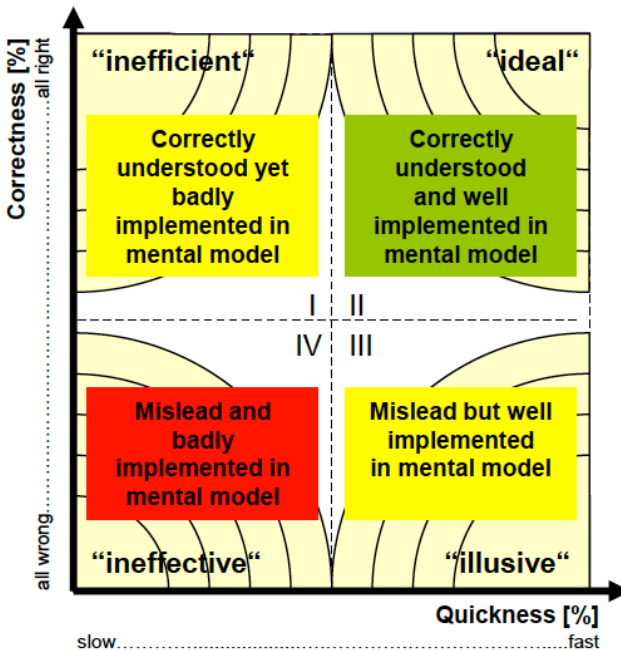 Correctness [%]
all wrong..................................................all right
“inefficient“
“ideal“
Correctly
understood yet
badly
implemented in
mental model
Correctly
understood
and well
implemented in
mental model
I
II
IV
III
Mislead and
badly
implemented in
mental model
Mislead but well
implemented
in mental model
“ineffective“
“illusive“
Quickness [%]
slow..........................................................................fast